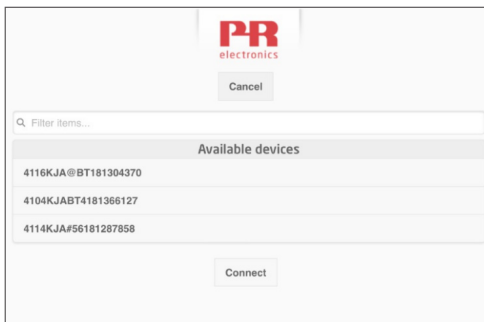 PR
electronics
Cancel
Filter items...
Available devices
4116KJA@BT181304370
4104KJABT4181366127
4114KJA#56181287858
Connect